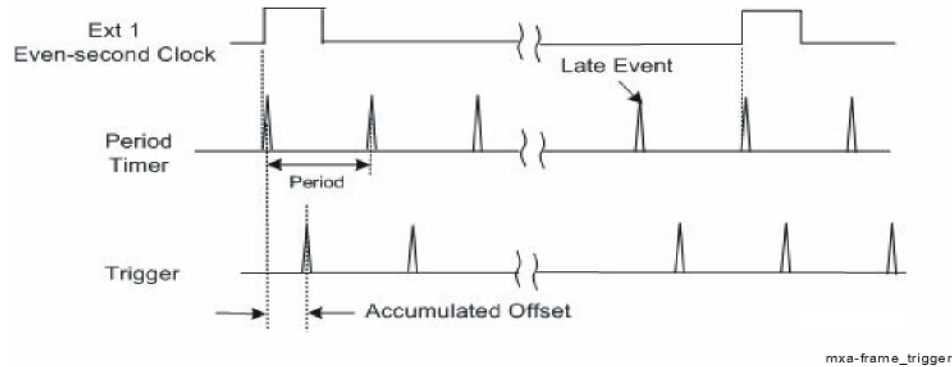 Ext 1
Even-second Clock
Late Event
Period
Timer
Period
Trigger
Accumulated Offset
mxa-frame_trigger